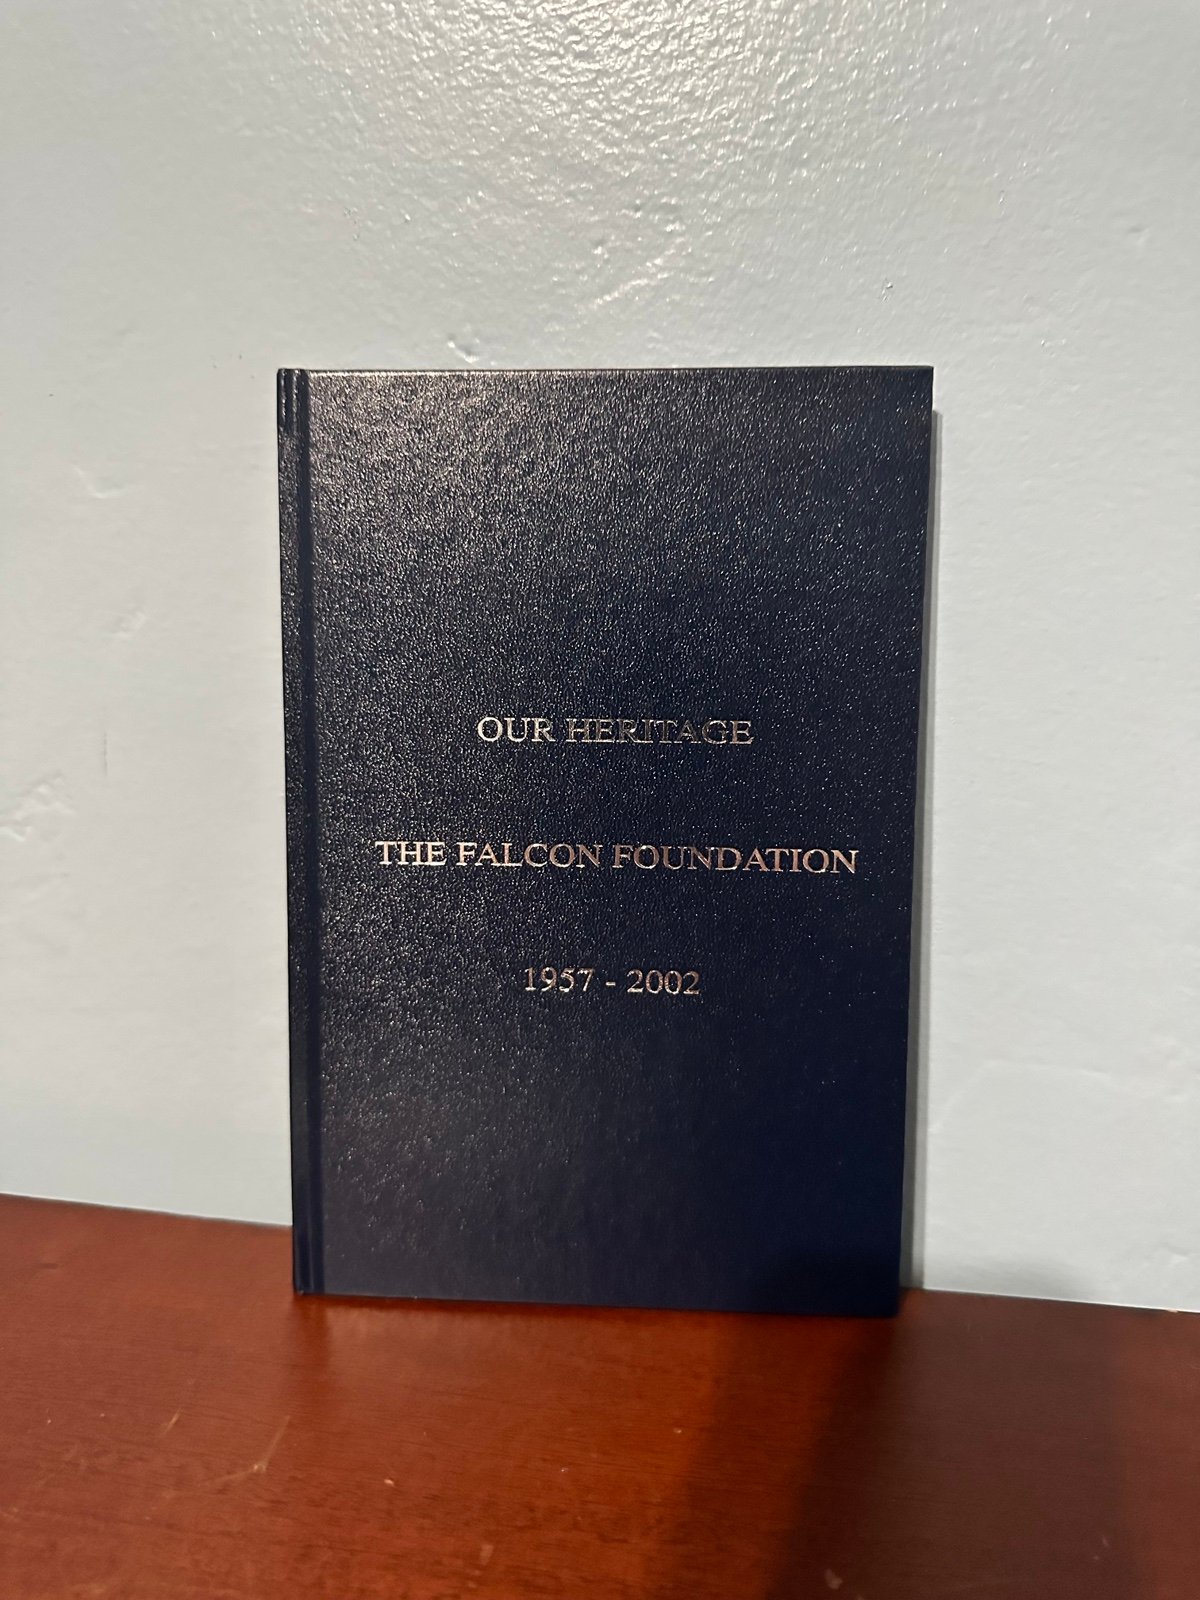 OUR HERITAGE
THE FALCON FOUNDATION
1957 - 2002